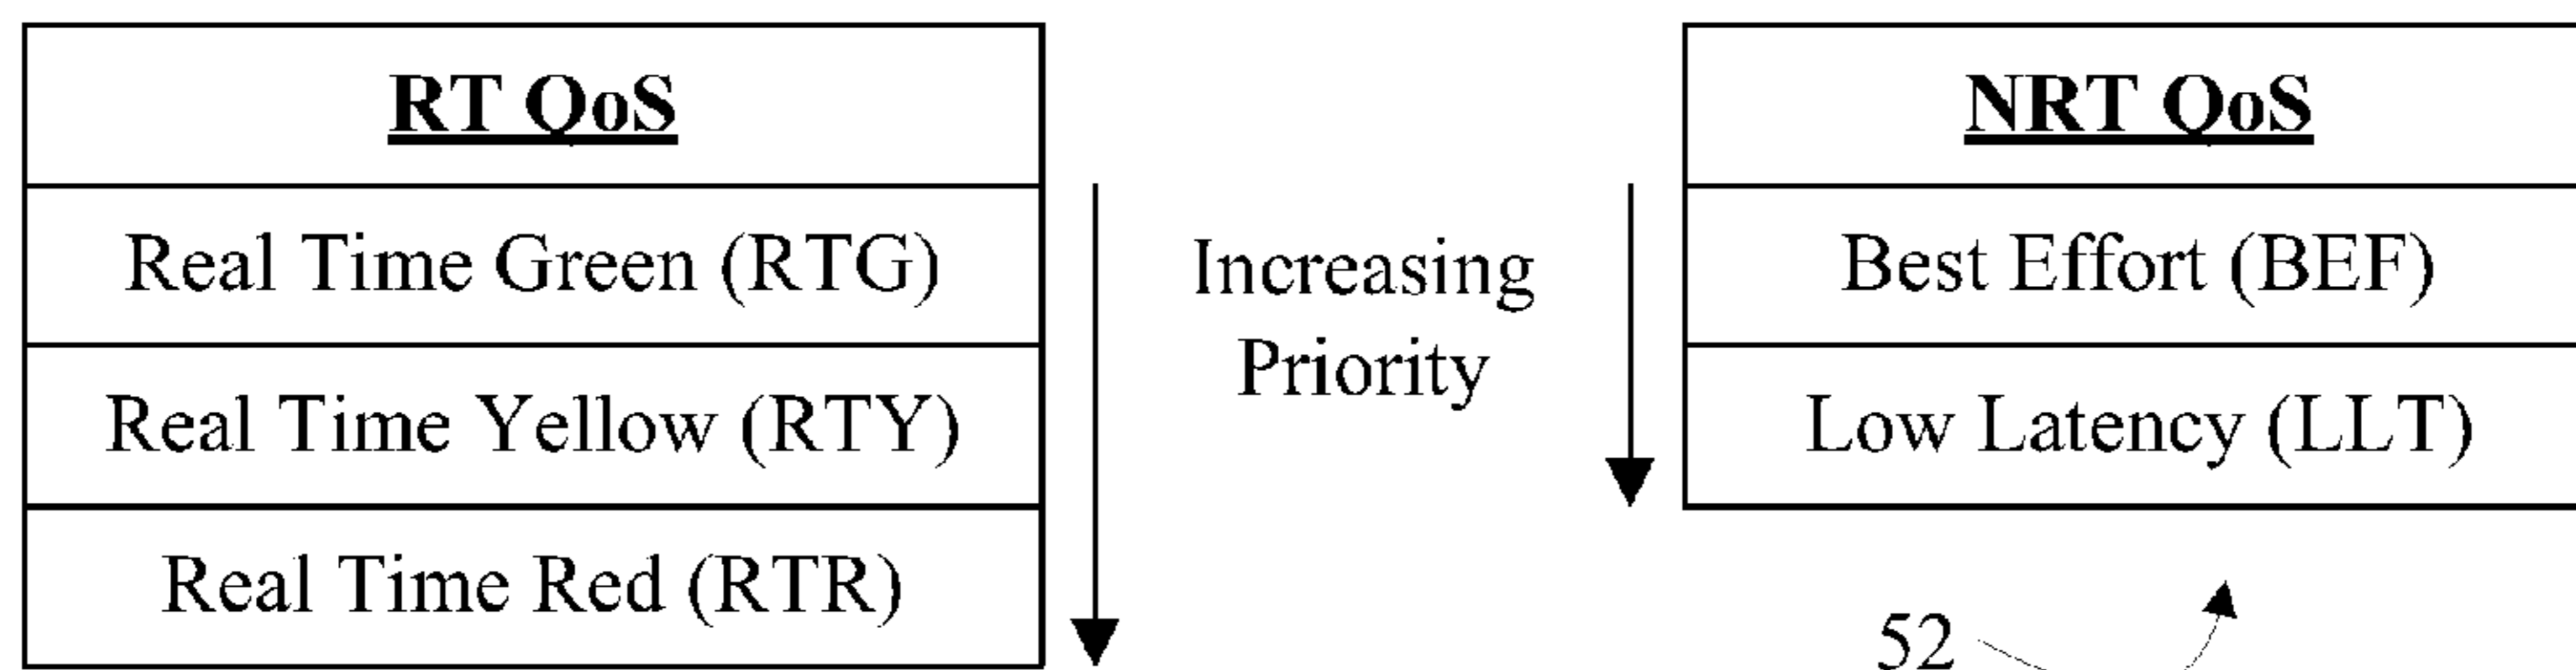 RT QoS
Real Time Green (RTG)
Real Time Yellow (RTY)
Real Time Red (RTR)
Increasing
Priority
NRT QoS
Best Effort (BEF)
Low Latency (LLT)
52